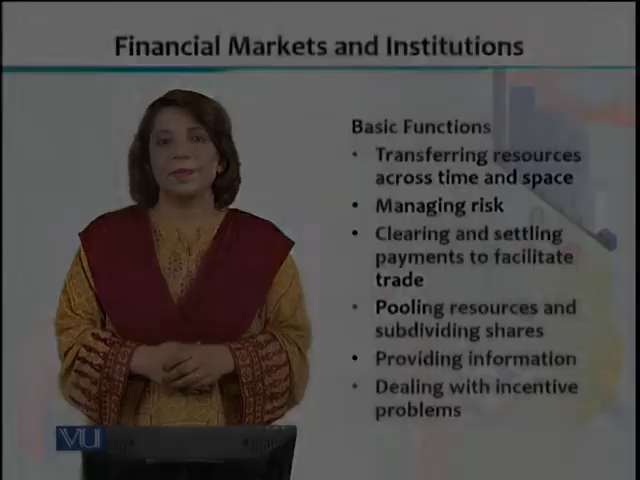 Financial Markets and Institutions
Basic Functions
• Transferring resources
across time and space
• Managing risk
• Clearing and settling
payments to facilitate
trade
• Pooling resources and
subdividing shares
• Providing information
• Dealing with incentive
problems
VU